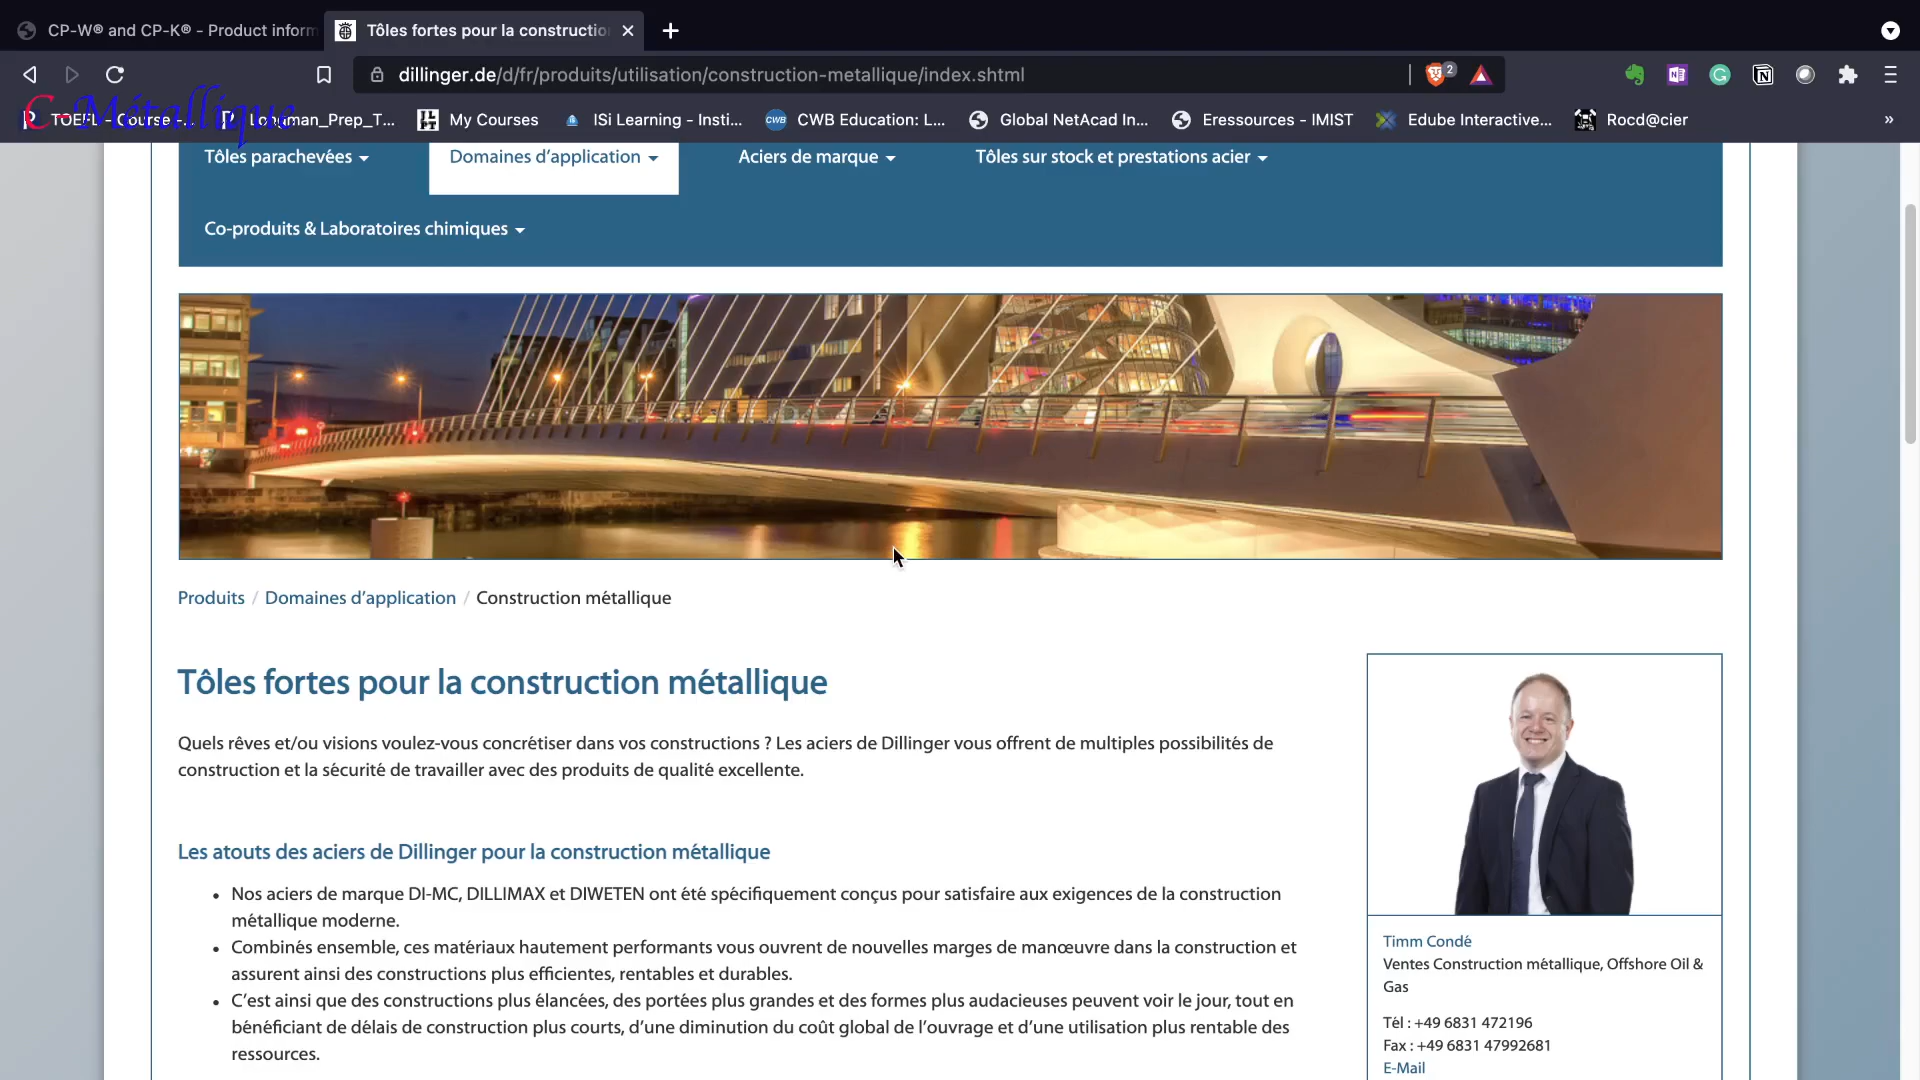 CP-W® and CP-K® - Product inform
Tôles fortes pour la constructio
dillinger.de/d/fr/produits/utilisation/construction-metallique/index.shtml
2
C-Métallique
TOEFL - Course -...
Longman_Prep_T...
My Courses
ISi Learning - Insti...
CWB Education: L...
Global NetAcad In...
Eressources - IMIST
Edube Interactive...
Rocd@cier
»
Tôles parachevées
Domaines d’application
Aciers de marque
Tôles sur stock et prestations acier
Co-produits & Laboratoires chimiques
Produits / Domaines d’application / Construction métallique
Tôles fortes pour la construction métallique
Quels rêves et/ou visions voulez-vous concrétiser dans vos constructions ? Les aciers de Dillinger vous offrent de multiples possibilités de
construction et la sécurité de travailler avec des produits de qualité excellente.
Les atouts des aciers de Dillinger pour la construction métallique
• Nos aciers de marque DI-MC, DILLIMAX et DIWETEN ont été spécifiquement conçus pour satisfaire aux exigences de la construction
métallique moderne.
• Combinés ensemble, ces matériaux hautement performants vous ouvrent de nouvelles marges de manœuvre dans la construction et
assurent ainsi des constructions plus efficientes, rentables et durables.
• C’est ainsi que des constructions plus élancées, des portées plus grandes et des formes plus audacieuses peuvent voir le jour, tout en
bénéficiant de délais de construction plus courts, d’une diminution du coût global de l’ouvrage et d’une utilisation plus rentable des
ressources.
Timm Condé
Ventes Construction métallique, Offshore Oil &
Gas
Tél : +49 6831 472196
Fax : +49 6831 47992681
E-Mail